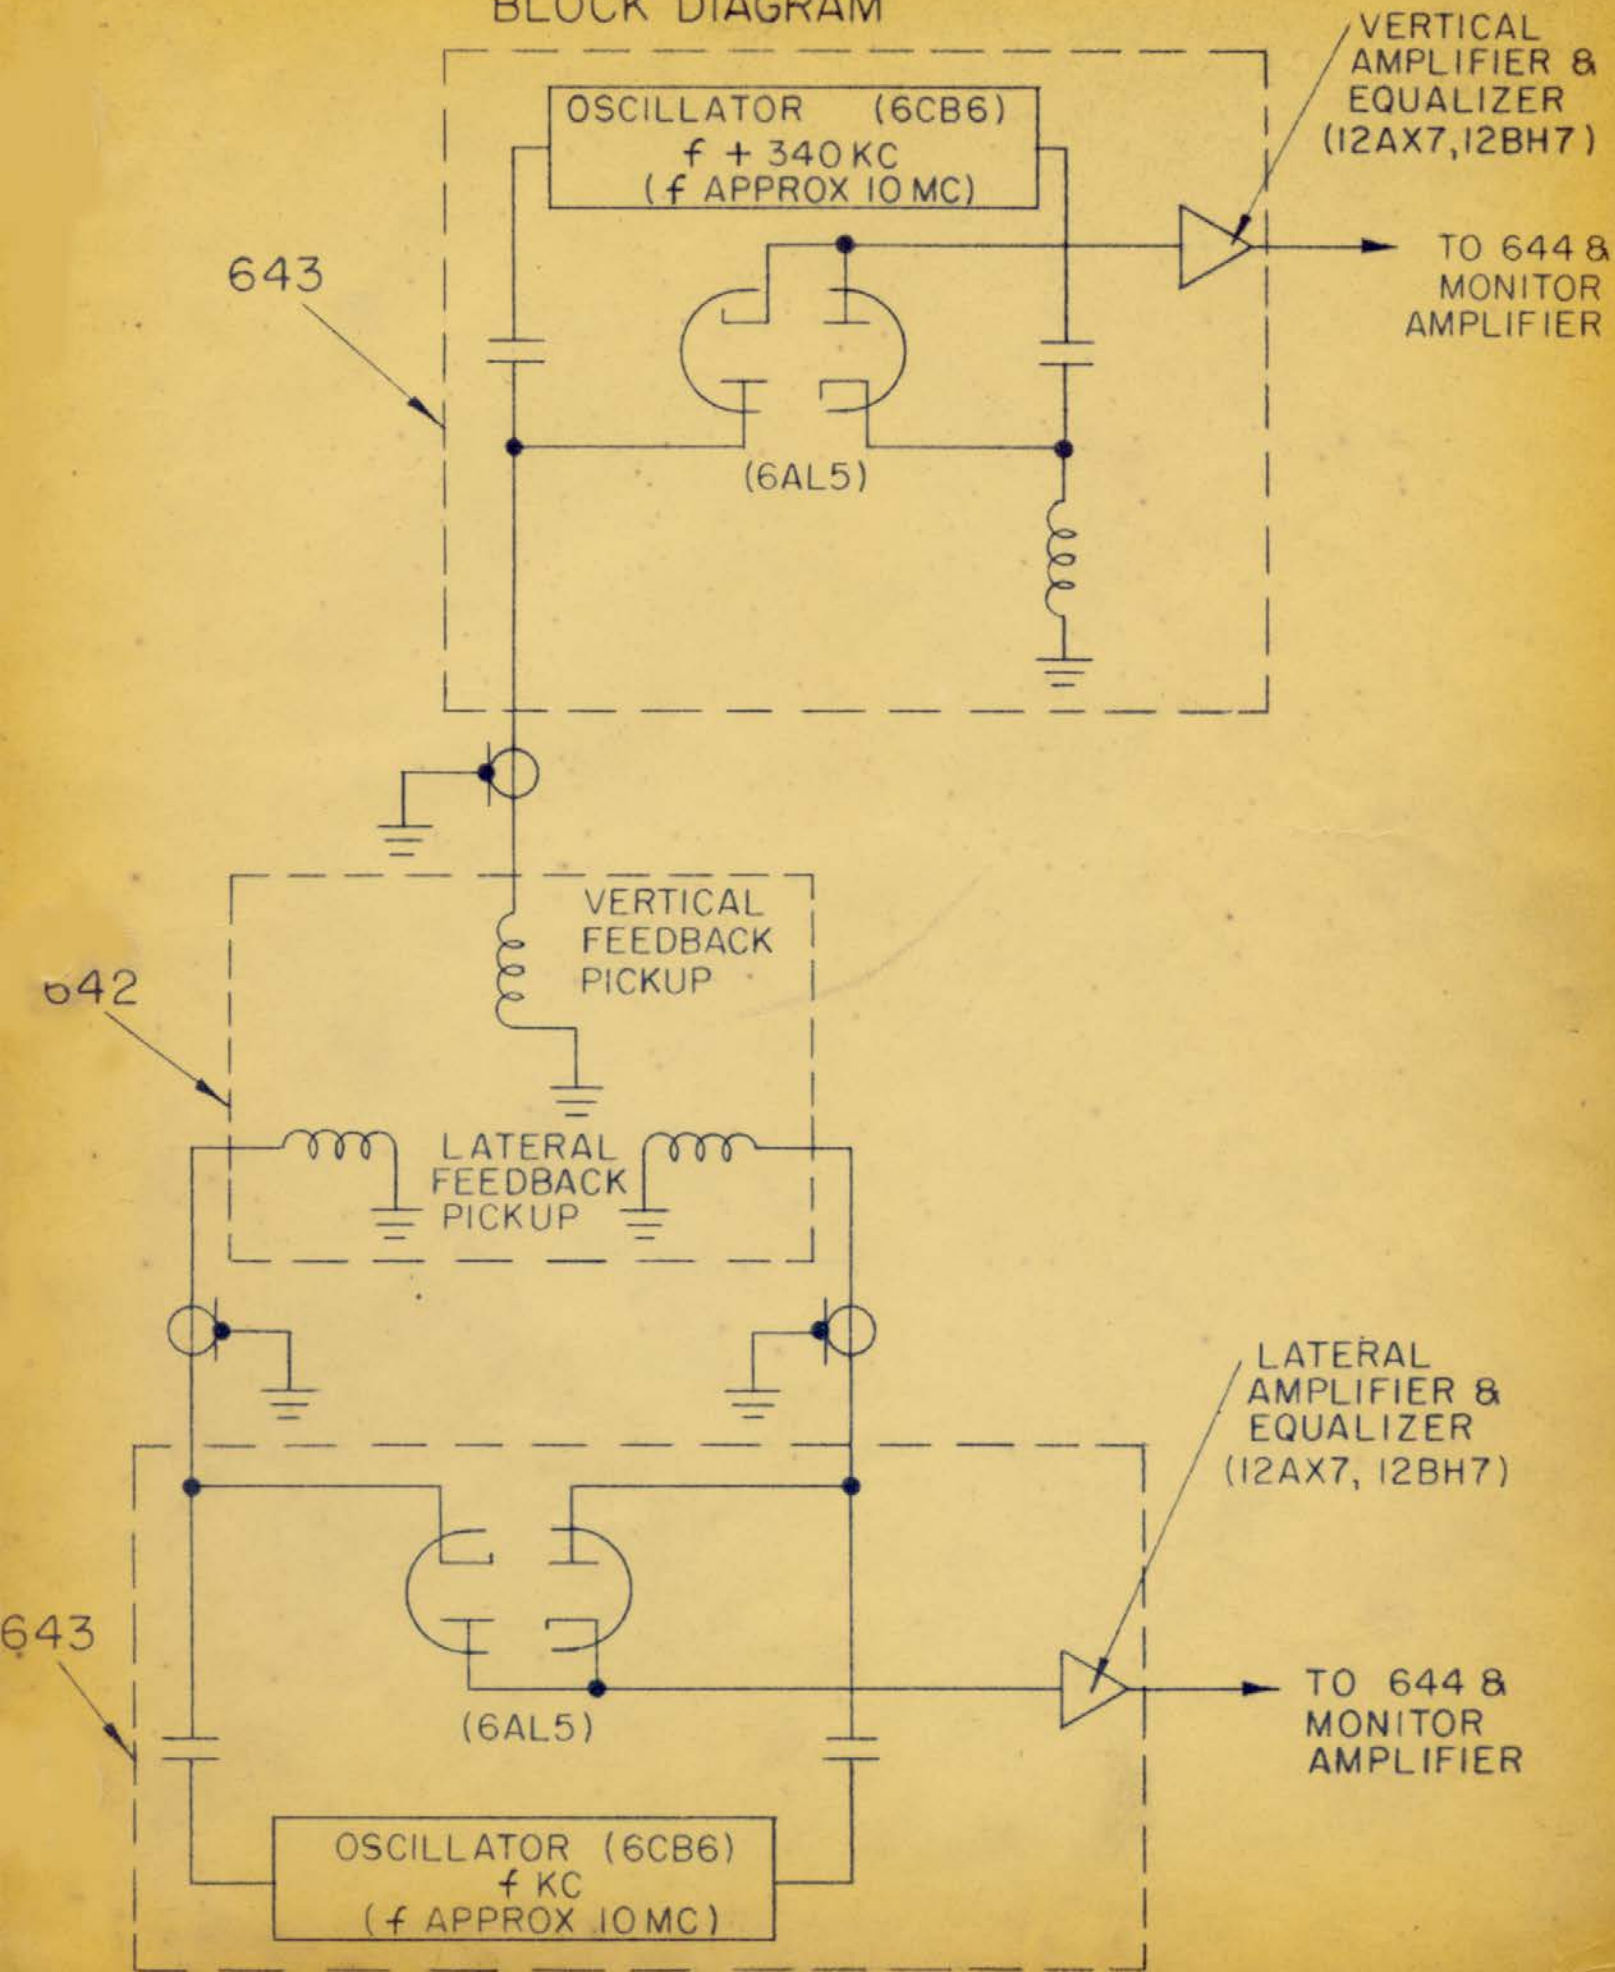 BLOCK DIAGRAM
VERTICAL
AMPLIFIER &
EQUALIZER
(12AX7,12BH7)
OSCILLATOR (6CB6)
f + 340 KC
(f APPROX 10 MC)
643
TO 644 &
MONITOR
AMPLIFIER
(6AL5)
VERTICAL
FEEDBACK
PICKUP
642
LATERAL
FEEDBACK
PICKUP
LATERAL
AMPLIFIER &
EQUALIZER
(12AX7, 12BH7)
643
(6AL5)
TO 644 &
MONITOR
AMPLIFIER
OSCILLATOR (6CB6)
f KC
(f APPROX 10 MC)